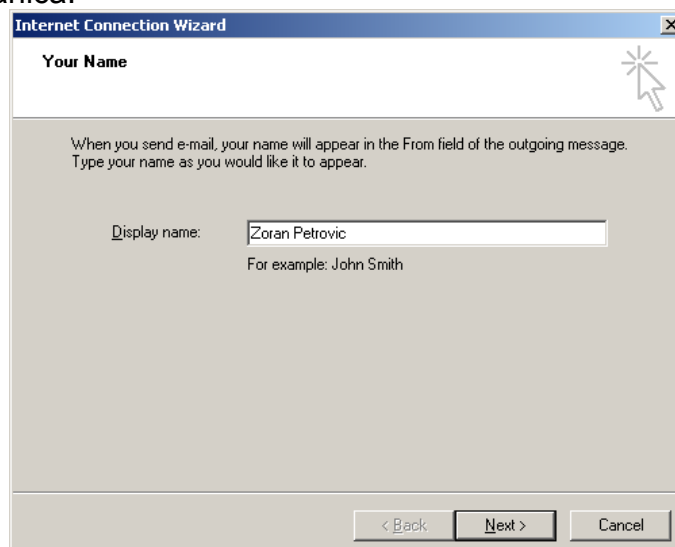 Internet Connection Wizard
Your Name
When you send e-mail, your name will appear in the From field of the outgoing message.
Type your name as you would like it to appear.
Display name: Zoran Petrovic
For example: John Smith
< Back Next > Cancel